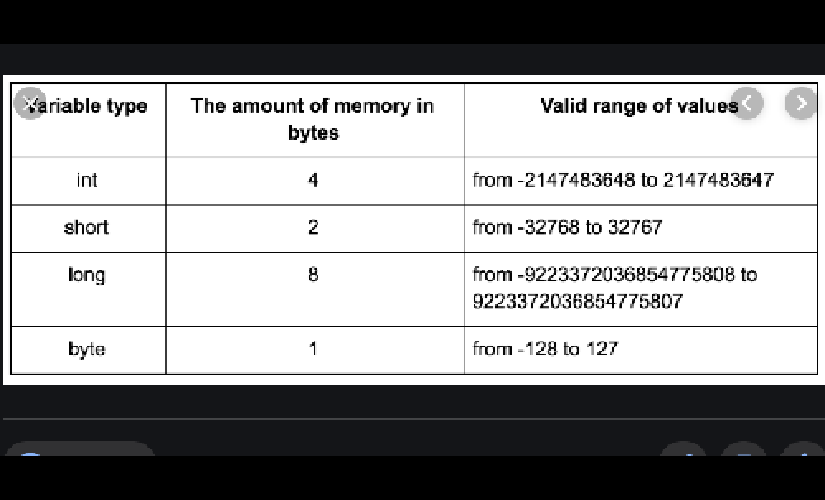 Variable type
The amount of memory in
bytes
Valid range of values
int
4
from -2147483648 to 2147483647
short
2
from -32768 to 32767
long
8
from -9223372036854775808 to
9223372036854775807
byte
1
from -128 to 127